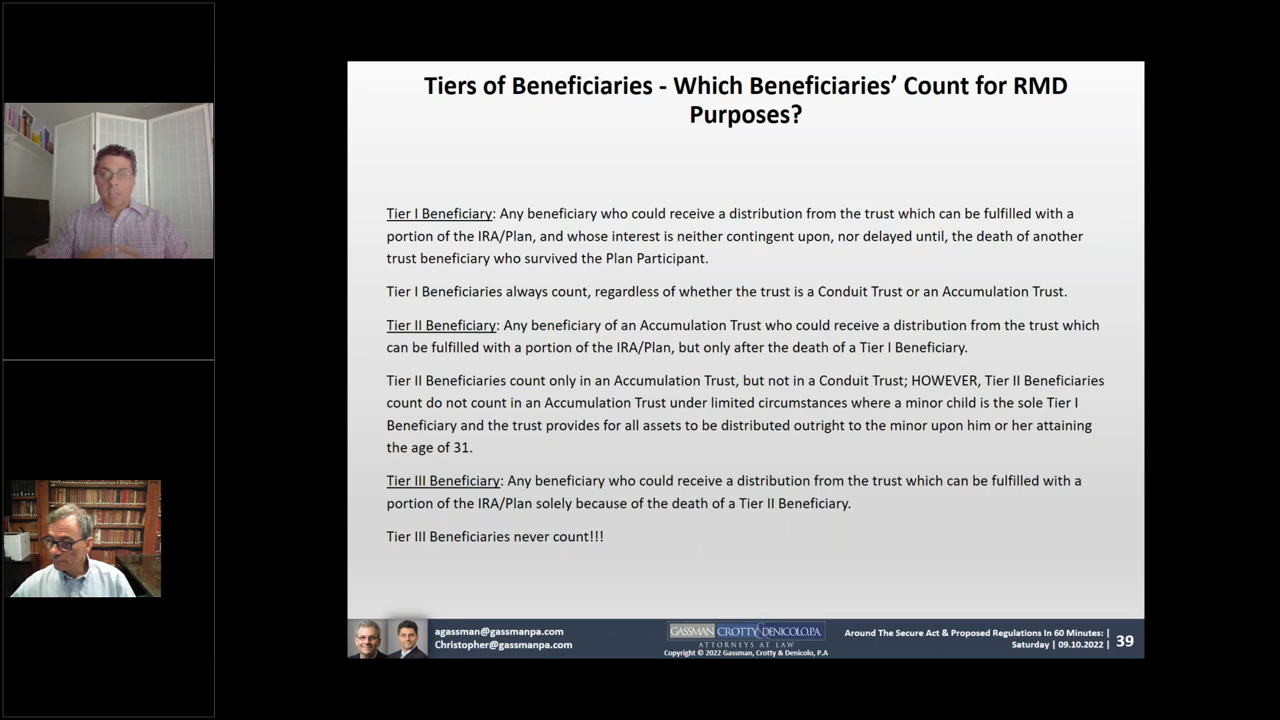 Tiers of Beneficiaries - Which Beneficiaries’ Count for RMD
Purposes?
Tier I Beneficiary: Any beneficiary who could receive a distribution from the trust which can be fulfilled with a
portion of the IRA/Plan, and whose interest is neither contingent upon, nor delayed until, the death of another
trust beneficiary who survived the Plan Participant.
Tier I Beneficiaries always count, regardless of whether the trust is a Conduit Trust or an Accumulation Trust.
Tier II Beneficiary: Any beneficiary of an Accumulation Trust who could receive a distribution from the trust which
can be fulfilled with a portion of the IRA/Plan, but only after the death of a Tier I Beneficiary.
Tier II Beneficiaries count only in an Accumulation Trust, but not in a Conduit Trust; HOWEVER, Tier II Beneficiaries
count do not count in an Accumulation Trust under limited circumstances where a minor child is the sole Tier I
Beneficiary and the trust provides for all assets to be distributed outright to the minor upon him or her attaining
the age of 31.
Tier III Beneficiary: Any beneficiary who could receive a distribution from the trust which can be fulfilled with a
portion of the IRA/Plan solely because of the death of a Tier II Beneficiary.
Tier III Beneficiaries never count!!!
agassman@gassmanpa.com
Christopher@gassmanpa.com
GASSMAN CROTTY DENICOLO, P.A.
ATTORNEYS AT LAW
Copyright © 2022 Gassman, Crotty & Denicolo, P.A
Around The Secure Act & Proposed Regulations In 60 Minutes: |
Saturday | 09.10.2022 |
39